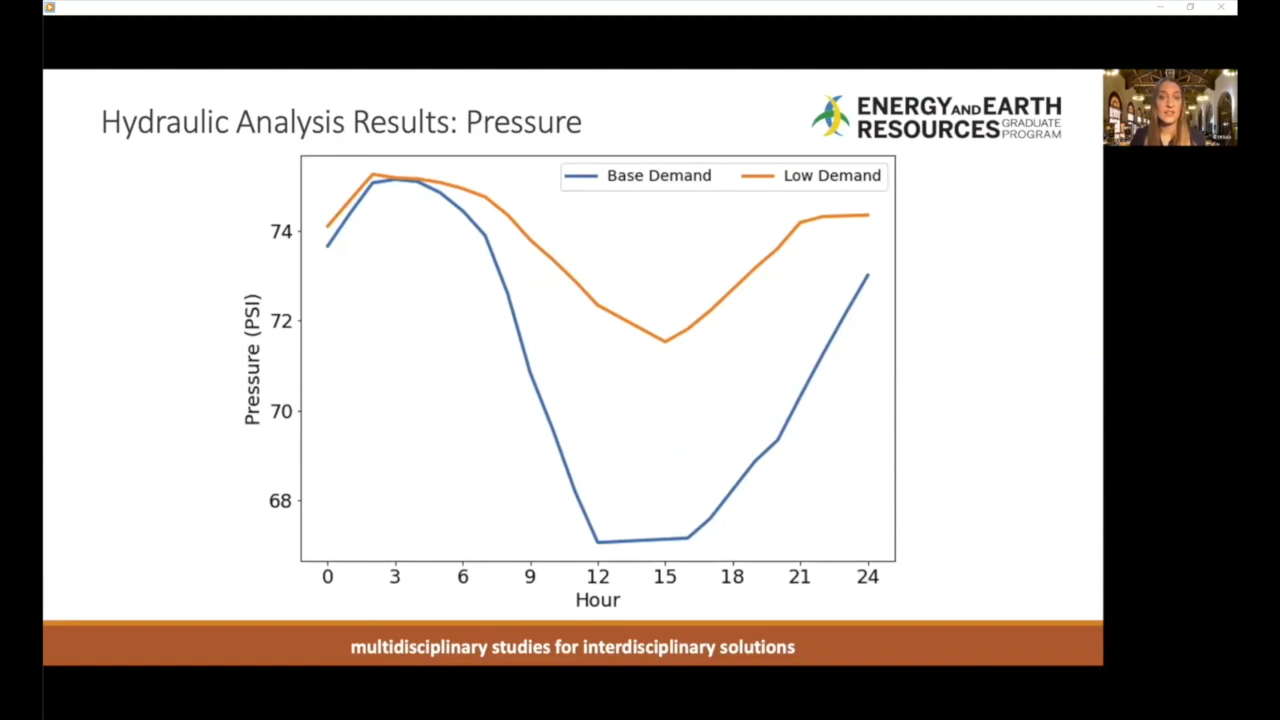 Hydraulic Analysis Results: Pressure
ENERGY AND EARTH
RESOURCES GRADUATE PROGRAM
Base Demand Low Demand
74
72
70
68
Pressure (PSI)
0 3 6 9 12 15 18 21 24
Hour
multidisciplinary studies for interdisciplinary solutions